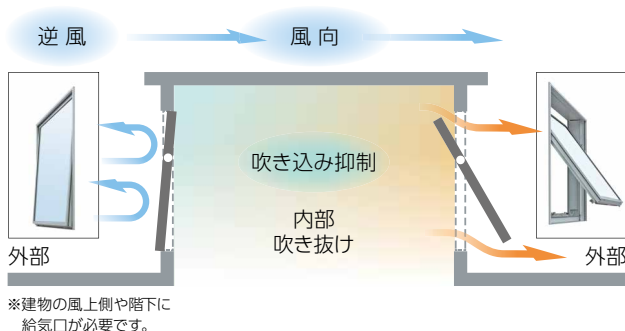 逆風
風向
吹き込み抑制
内部
吹き抜け
外部
外部
※建物の風上側や階下に
給気口が必要です。